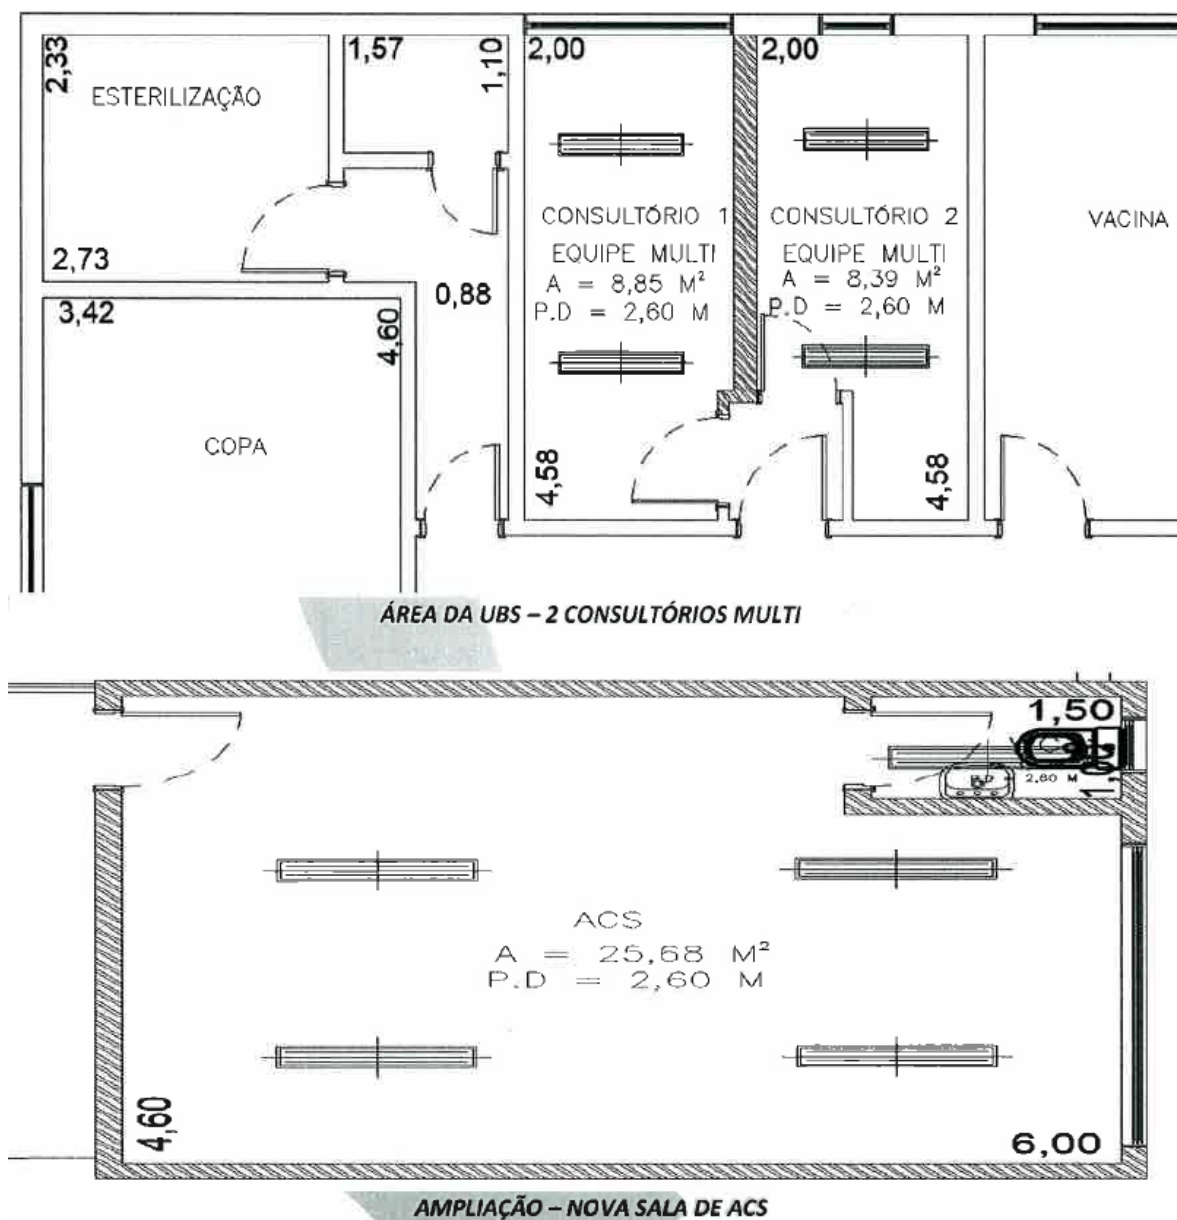 2,33
ESTERILIZAÇÃO
2,73
1,57
1,10
2,00
2,00
CONSULTÓRIO 1
EQUIPE MULTI
A = 8,85 M²
P.D = 2,60 M
CONSULTÓRIO 2
EQUIPE MULTI
A = 8,39 M²
P.D = 2,60 M
VACINA
3,42
4,60
0,88
COPA
4,58
4,58
ÁREA DA UBS – 2 CONSULTÓRIOS MULTI
1,50
P.D = 2,60 M
ACS
A = 25,68 M²
P.D = 2,60 M
4,60
6,00
AMPLIAÇÃO – NOVA SALA DE ACS